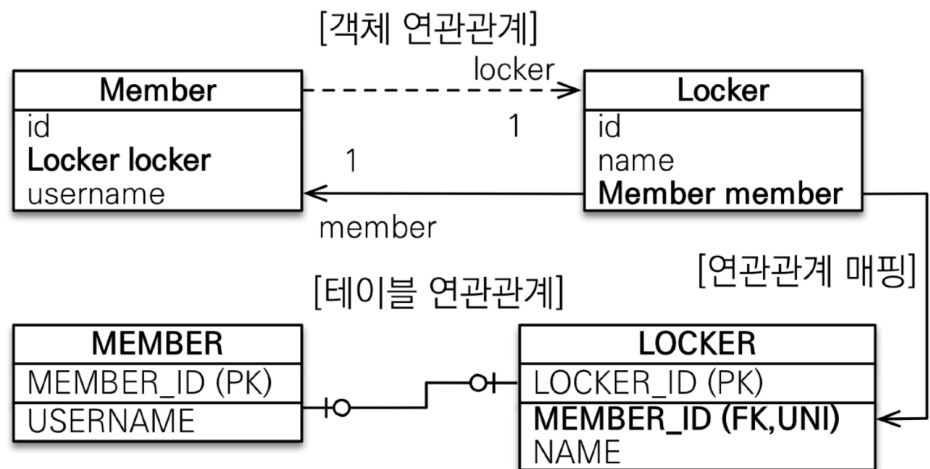 [객체 연관관계]
locker
Member
id
Locker locker
username
1
1
member
Locker
id
name
Member member
[연관관계 매핑]
[테이블 연관관계]
MEMBER
MEMBER_ID (PK)
USERNAME
LOCKER
LOCKER_ID (PK)
MEMBER_ID (FK,UNI)
NAME